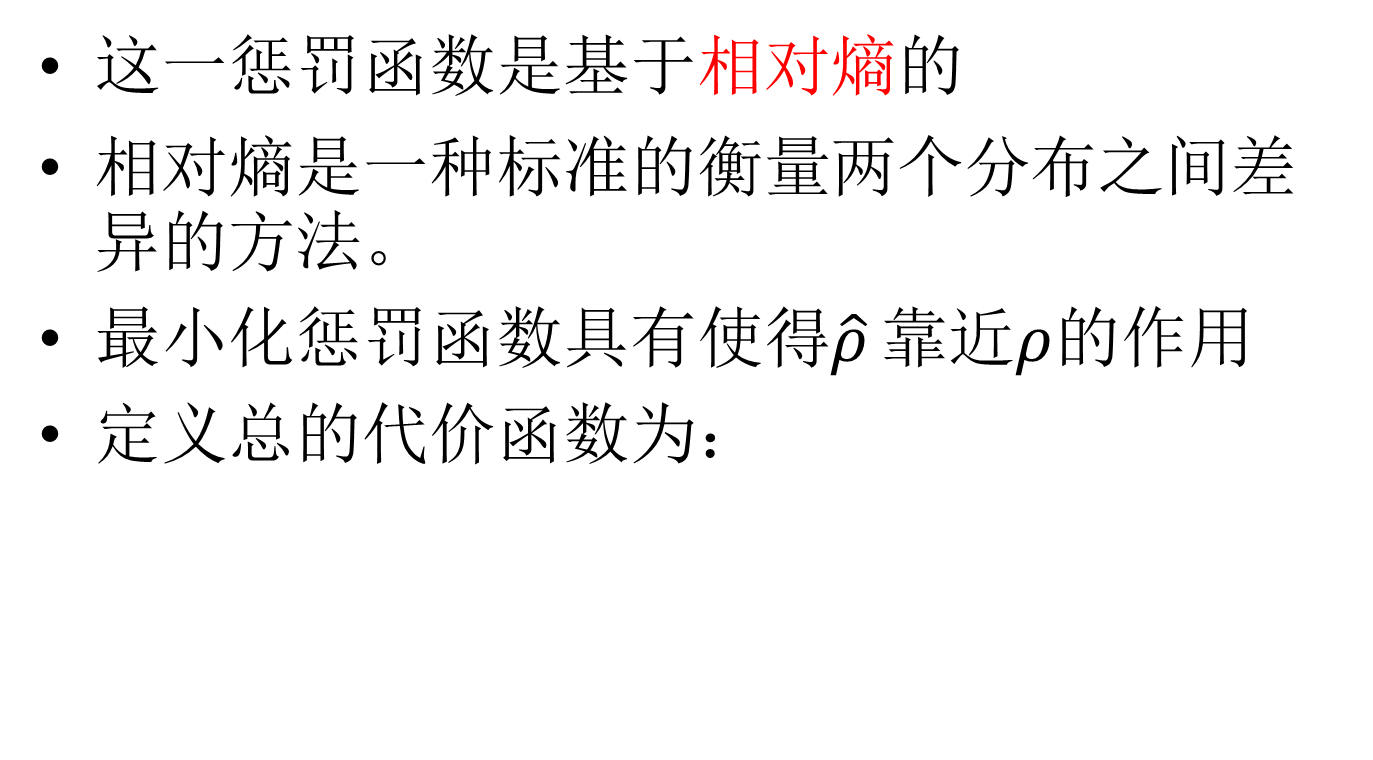 • 这一惩罚函数是基于相对熵的
• 相对熵是一种标准的衡量两个分布之间差
异的方法。
• 最小化惩罚函数具有使得ρ̂ 靠近ρ的作用
• 定义总的代价函数为：